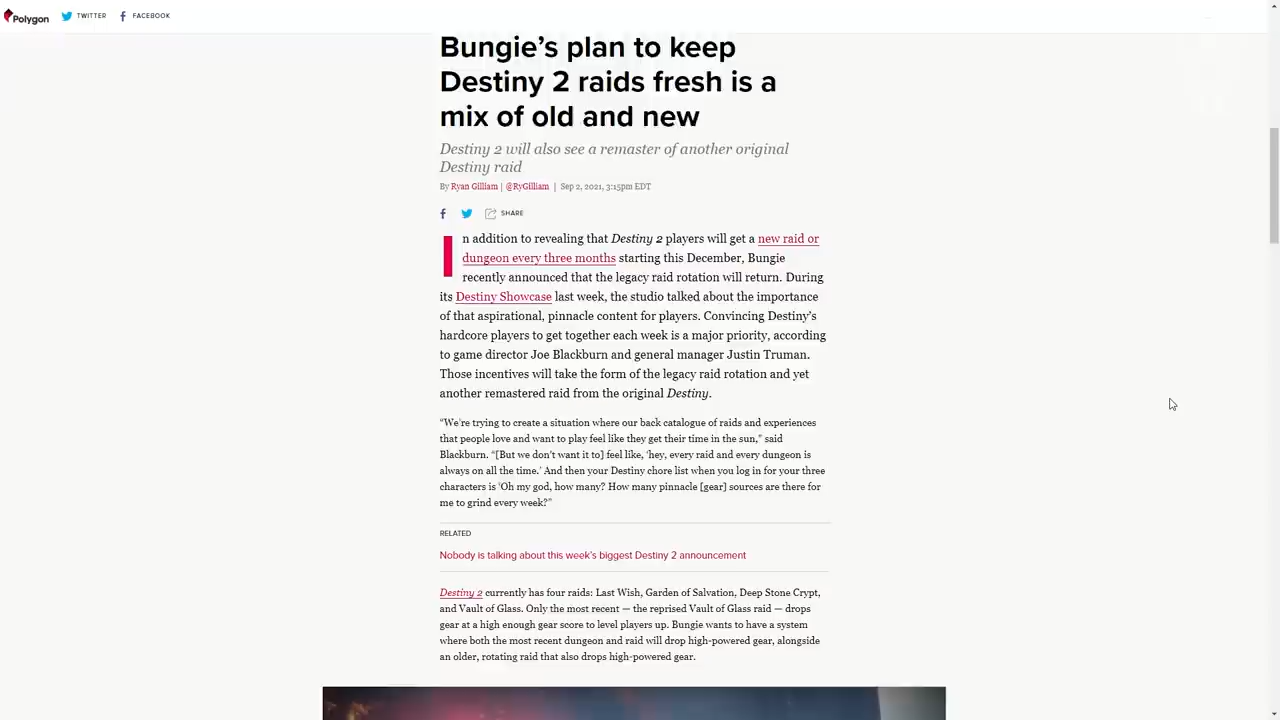 Polygon TWITTER FACEBOOK
Bungie’s plan to keep
Destiny 2 raids fresh is a
mix of old and new
Destiny 2 will also see a remaster of another original
Destiny raid
By Ryan Gilliam | @RyGilliam | Sep 2, 2021, 3:15pm EDT
SHARE
In addition to revealing that Destiny 2 players will get a new raid or
dungeon every three months starting this December, Bungie
recently announced that the legacy raid rotation will return. During
its Destiny Showcase last week, the studio talked about the importance
of that aspirational, pinnacle content for players. Convincing Destiny’s
hardcore players to get together each week is a major priority, according
to game director Joe Blackburn and general manager Justin Truman.
Those incentives will take the form of the legacy raid rotation and yet
another remastered raid from the original Destiny.
“We’re trying to create a situation where our back catalogue of raids and experiences
that people love and want to play feel like they get their time in the sun,” said
Blackburn. “[But we don’t want it to] feel like, ‘hey, every raid and every dungeon is
always on all the time.’ And then your Destiny chore list when you log in for your three
characters is ‘Oh my god, how many? How many pinnacle [gear] sources are there for
me to grind every week?”
RELATED
Nobody is talking about this week’s biggest Destiny 2 announcement
Destiny 2 currently has four raids: Last Wish, Garden of Salvation, Deep Stone Crypt,
and Vault of Glass. Only the most recent — the reprised Vault of Glass raid — drops
gear at a high enough gear score to level players up. Bungie wants to have a system
where both the most recent dungeon and raid will drop high-powered gear, alongside
an older, rotating raid that also drops high-powered gear.